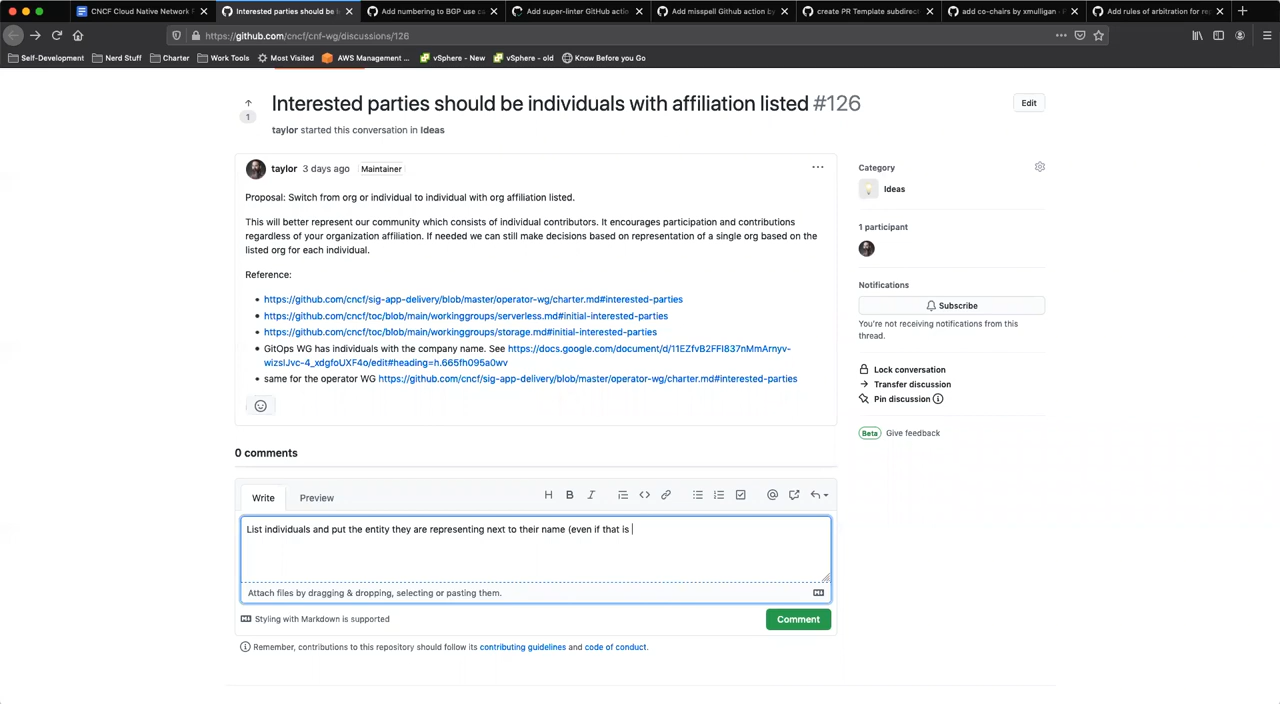 CNCF Cloud Native Network
Interested parties should be i
Add numbering to BGP use ca
Add super-linter GitHub actio
Add misspell Github action by
create PR Template subdirect
add co-chairs by xmulligan · P
Add rules of arbitration for re
https://github.com/cncf/cnf-wg/discussions/126
Self-Development Nerd Stuff Charter Work Tools Most Visited AWS Management ... vSphere - New vSphere - old Know Before you Go
Interested parties should be individuals with affiliation listed #126
Edit
1
taylor started this conversation in Ideas
taylor 3 days ago Maintainer
Proposal: Switch from org or individual to individual with org affiliation listed.
This will better represent our community which consists of individual contributors. It encourages participation and contributions
regardless of your organization affiliation. If needed we can still make decisions based on representation of a single org based on the
listed org for each individual.
Reference:
https://github.com/cncf/sig-app-delivery/blob/master/operator-wg/charter.md#interested-parties
https://github.com/cncf/toc/blob/main/workinggroups/serverless.md#initial-interested-parties
https://github.com/cncf/toc/blob/main/workinggroups/storage.md#initial-interested-parties
GitOps WG has individuals with the company name. See https://docs.google.com/document/d/11EZfvB2FFI837nMmArnyv-
wizsIJvc-4_xdgfoUXF4o/edit#heading=h.665fh095a0wv
same for the operator WG https://github.com/cncf/sig-app-delivery/blob/master/operator-wg/charter.md#interested-parties
0 comments
Write Preview
H B I
List individuals and put the entity they are representing next to their name (even if that is
Attach files by dragging & dropping, selecting or pasting them.
Styling with Markdown is supported
Comment
Remember, contributions to this repository should follow its contributing guidelines and code of conduct.
Category
Ideas
1 participant
Notifications
Subscribe
You're not receiving notifications from this
thread.
Lock conversation
Transfer discussion
Pin discussion
Beta Give feedback